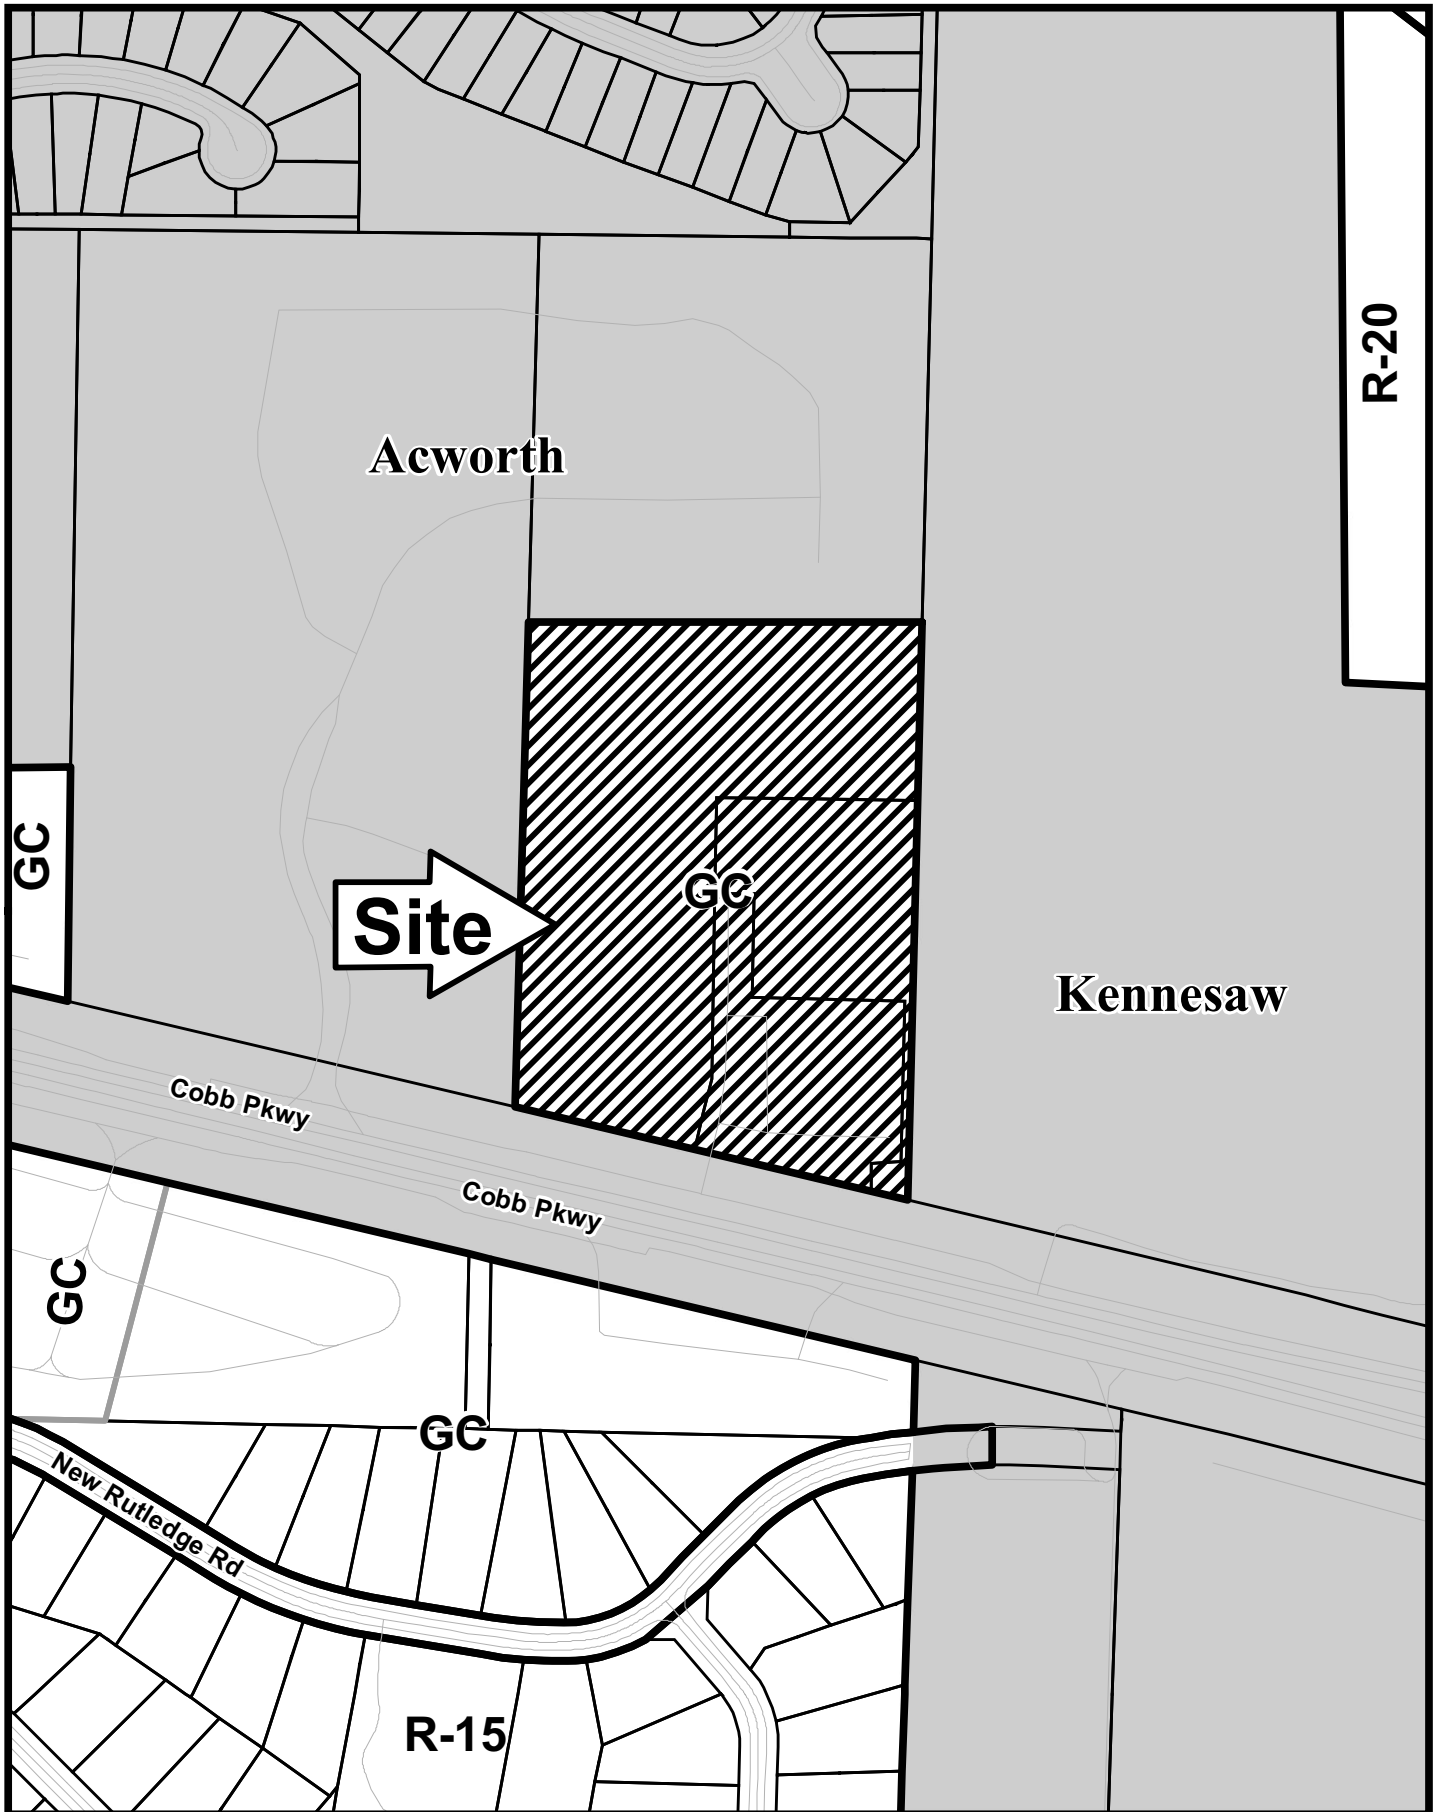 R-20
Acworth
GC
GC
Site
Kennesaw
Cobb Pkwy
Cobb Pkwy
GC
GC
New Rutledge Rd
R-15